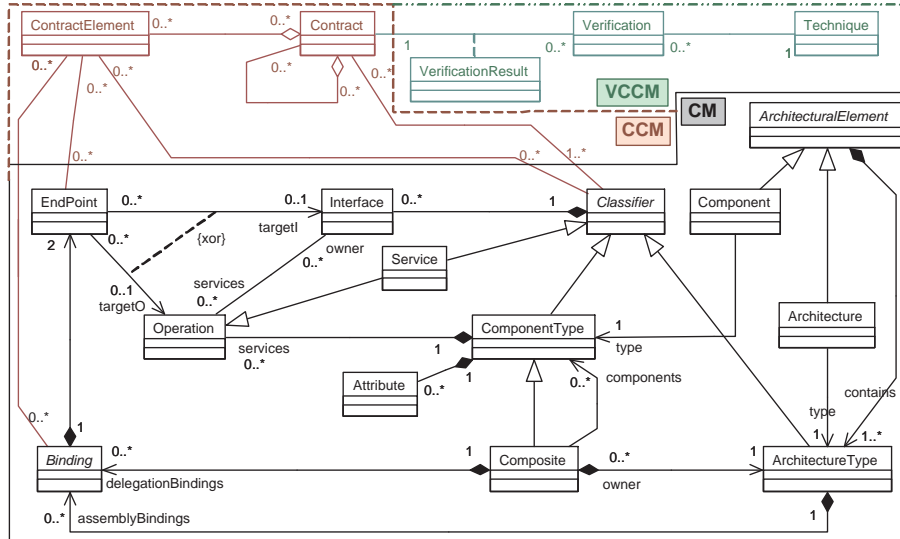 ContractElement
0..*
0..*
Contract
1
Verification
0..*
0..*
1
Technique
0..*
0..*
0..*
0..*
0..*
0..*
0..*
VerificationResult
VCCM
CM
CCM
ArchitecturalElement
0..*
0..*
1..*
EndPoint
0..*
0..1
Interface
0..*
1
Classifier
Component
2
0..*
{xor}
targetI
owner
0..*
Service
0..1
targetO
services
0..*
Operation
services
0..*
1
ComponentType
1
type
Architecture
Attribute
0..*
1
0..*
components
contains
type
0..*
1
1
1..*
Binding
0..*
delegationBindings
1
Composite
0..*
owner
1
ArchitectureType
0..*
assemblyBindings
1